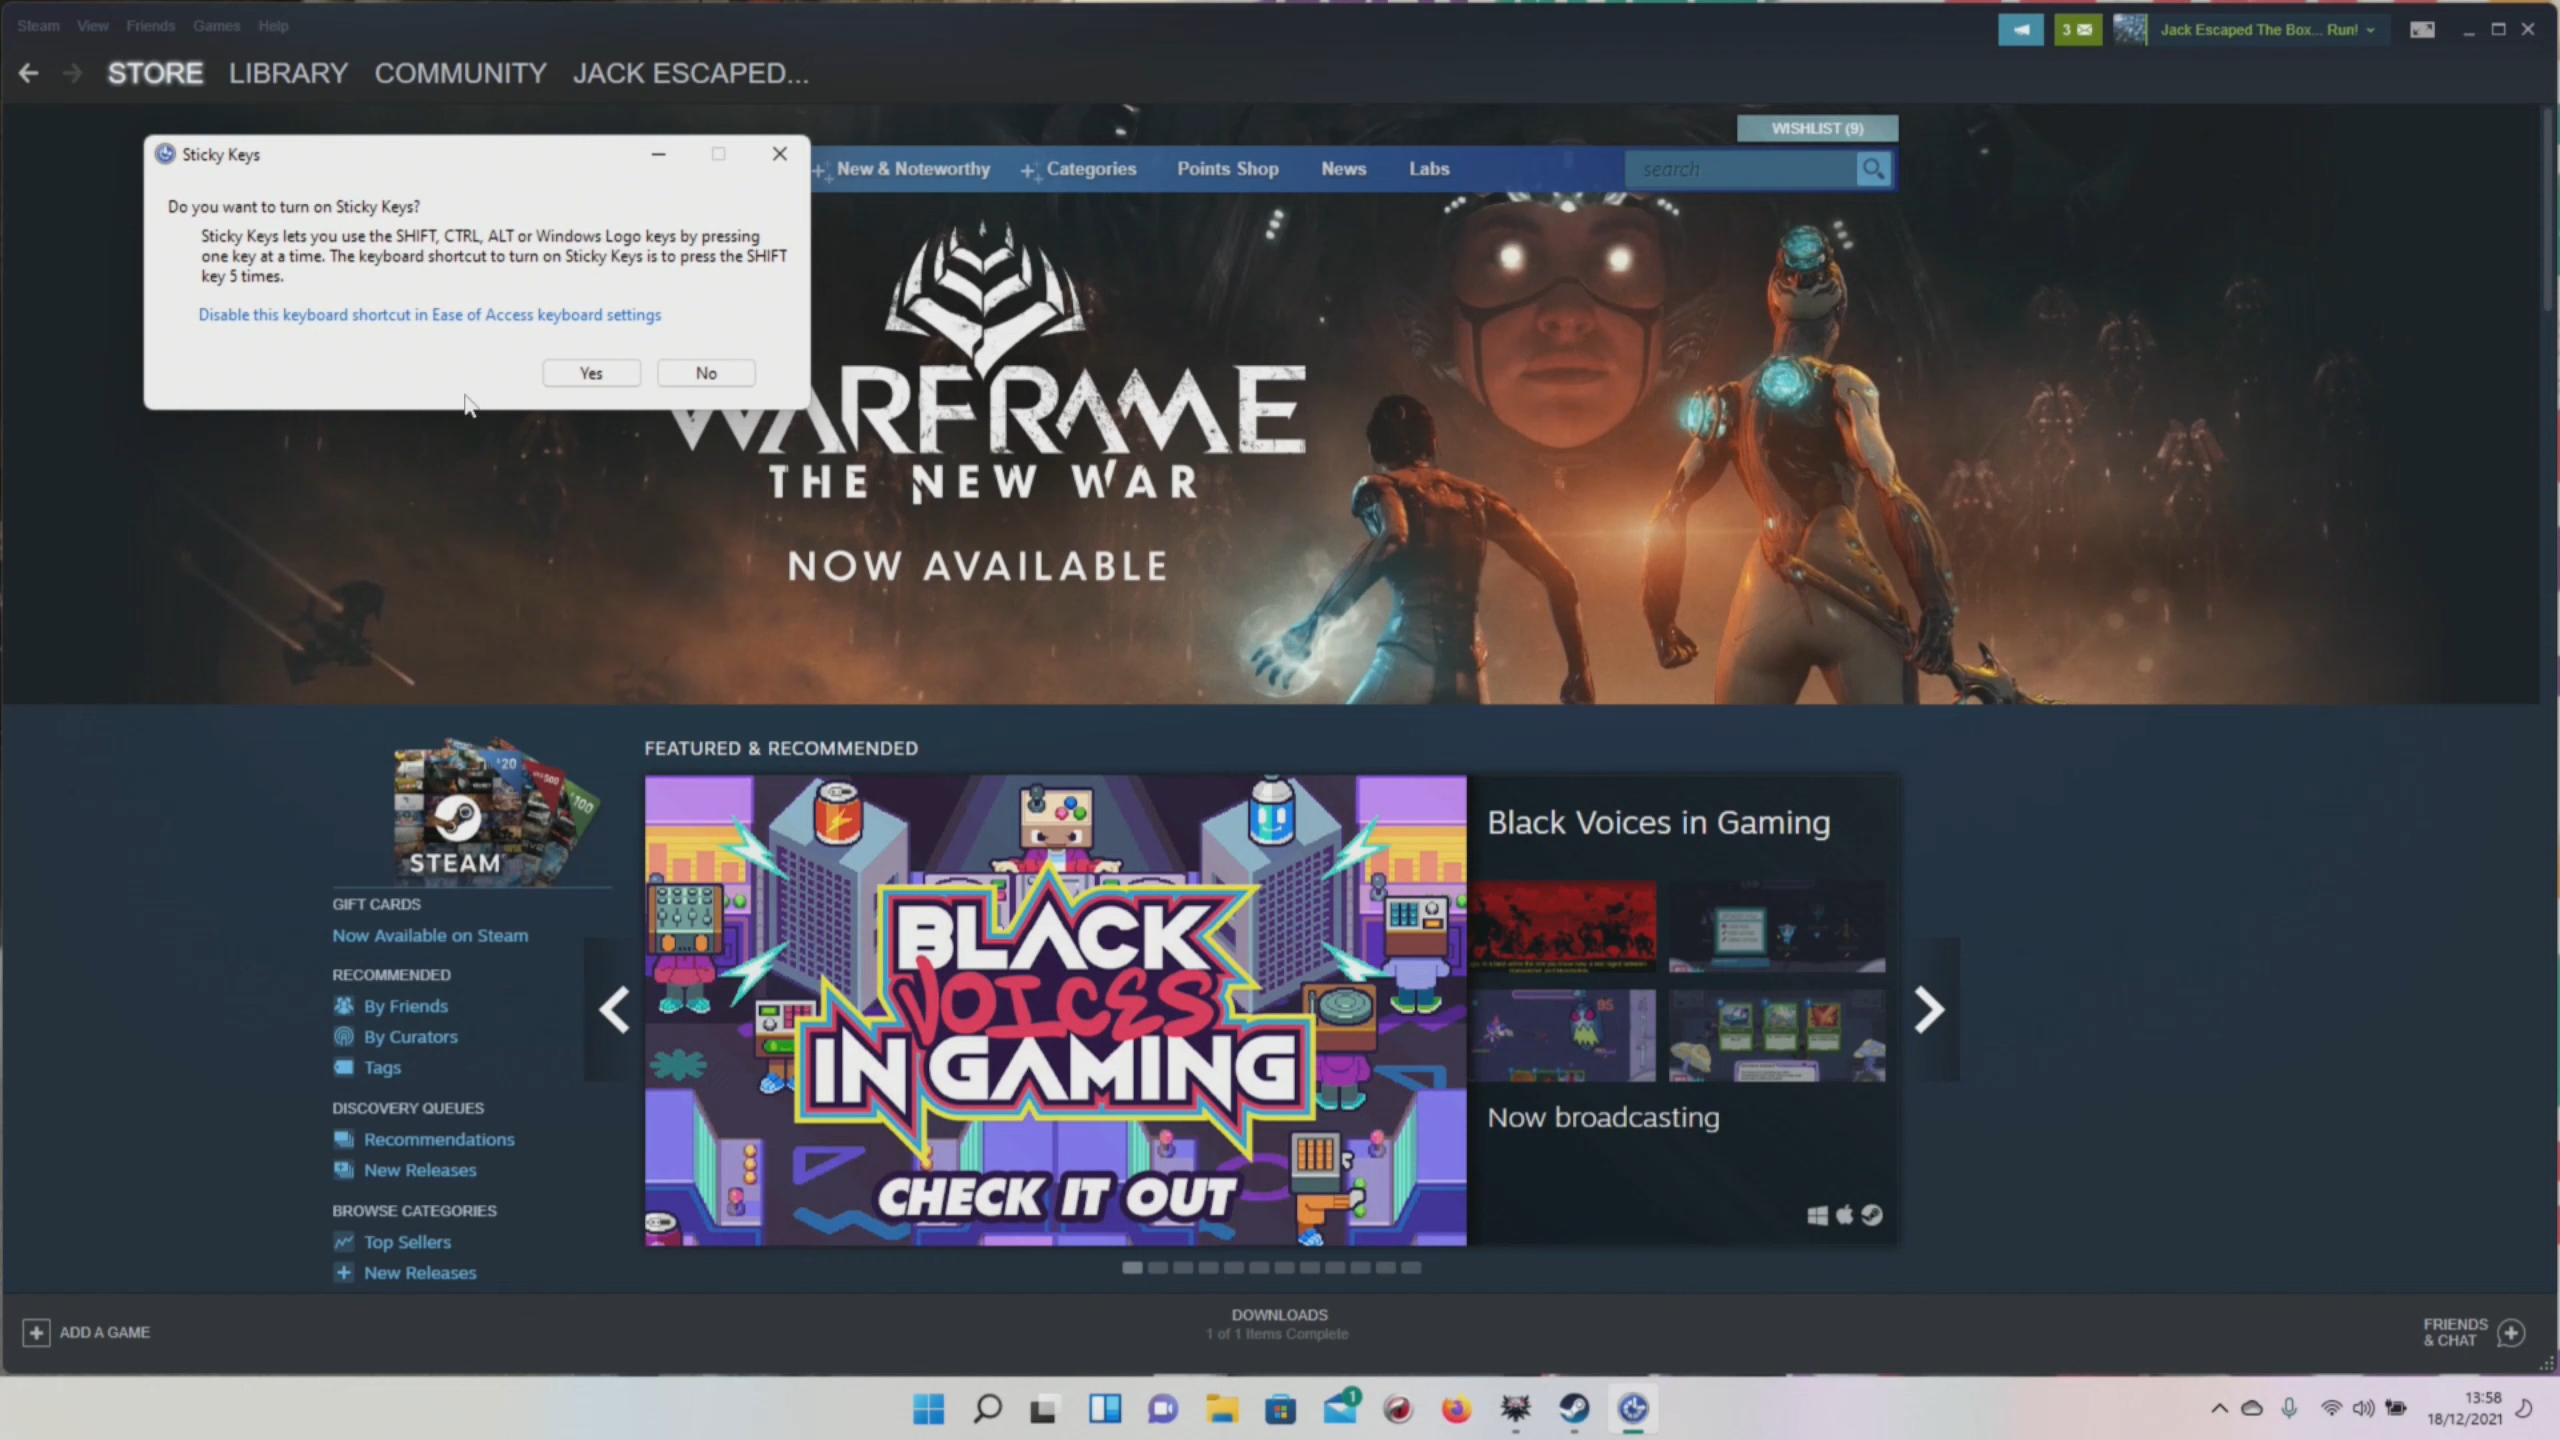 Steam View Friends Games Help
3
Jack Escaped The Box... Run!
STORE LIBRARY COMMUNITY JACK ESCAPED...
WISHLIST (9)
Sticky Keys
Do you want to turn on Sticky Keys?
Sticky Keys lets you use the SHIFT, CTRL, ALT or Windows Logo keys by pressing
one key at a time. The keyboard shortcut to turn on Sticky Keys is to press the SHIFT
key 5 times.
Disable this keyboard shortcut in Ease of Access keyboard settings
Yes No
New & Noteworthy Categories Points Shop News Labs search
WARFRAME
THE NEW WAR
NOW AVAILABLE
$20
$100
STEAM
GIFT CARDS
Now Available on Steam
RECOMMENDED
By Friends
By Curators
Tags
DISCOVERY QUEUES
Recommendations
New Releases
BROWSE CATEGORIES
Top Sellers
New Releases
FEATURED & RECOMMENDED
BLACK
VOICES
IN GAMING
CHECK IT OUT
Black Voices in Gaming
95
Now broadcasting
ADD A GAME
DOWNLOADS
1 of 1 Items Complete
FRIENDS
& CHAT
1
13:58
18/12/2021